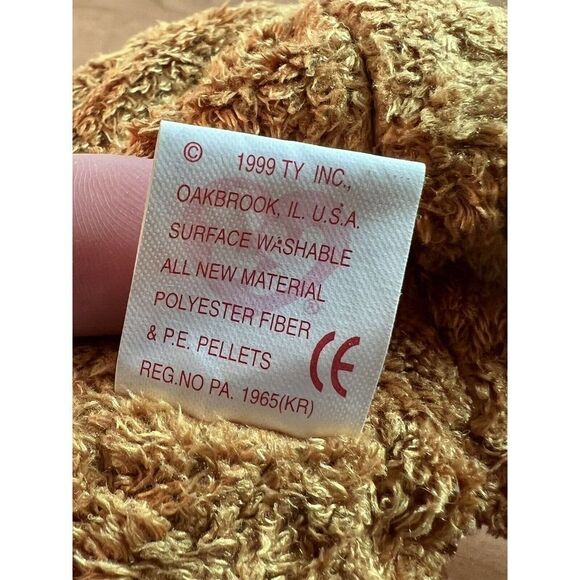 © 1999 TY INC.,
OAKBROOK, IL. U.S.A.
SURFACE WASHABLE
ALL NEW MATERIAL
POLYESTER FIBER ®
& P.E. PELLETS CE
REG.NO PA. 1965(KR)